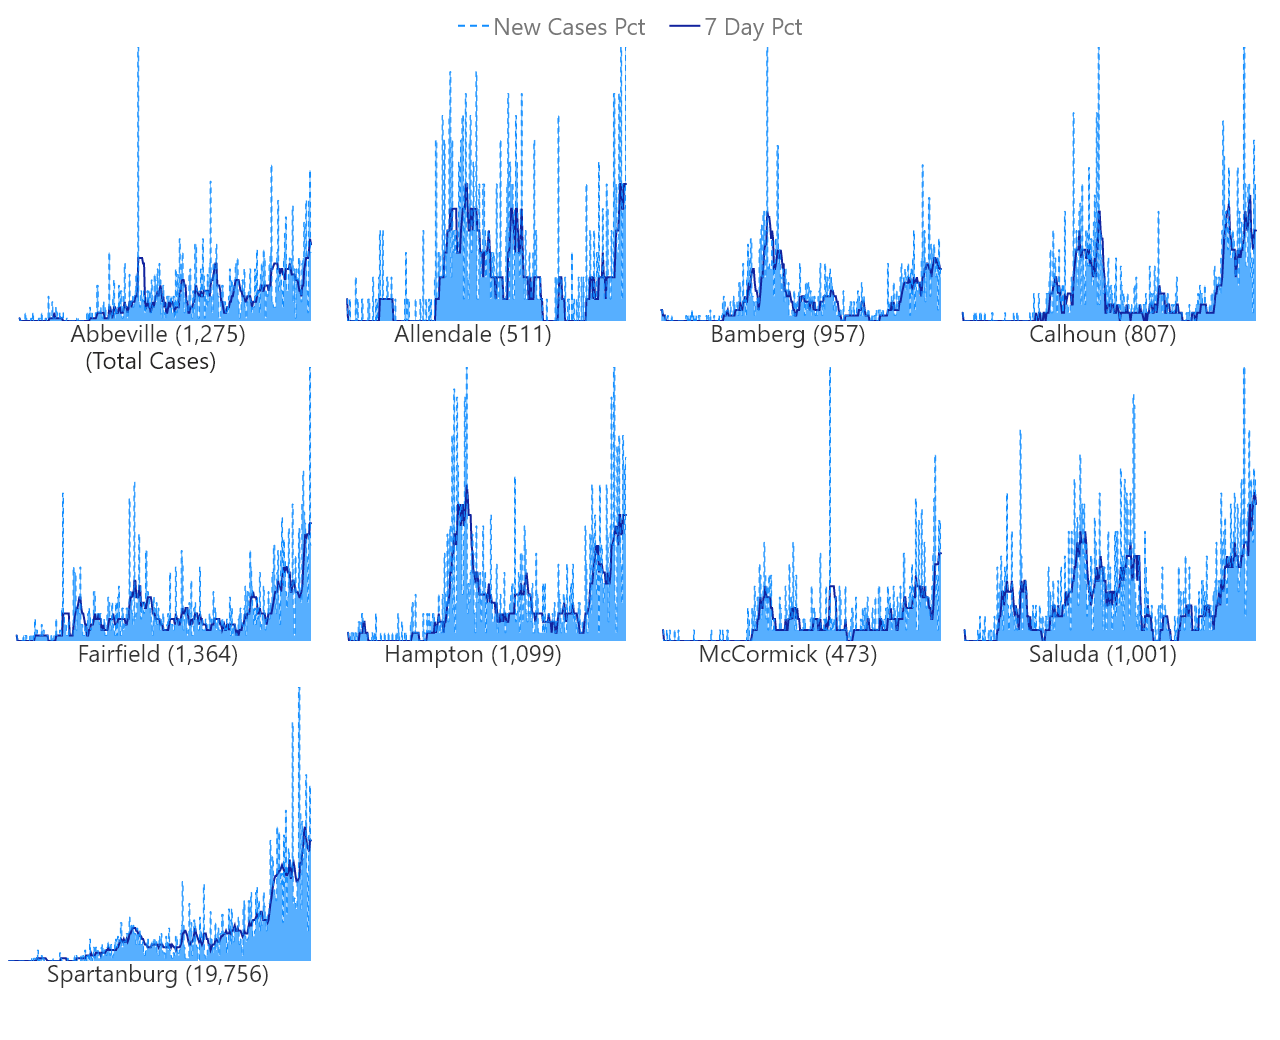 New Cases Pct 7 Day Pct
Abbeville (1,275)
(Total Cases)
Allendale (511)
Bamberg (957)
Calhoun (807)
Fairfield (1,364)
Hampton (1,099)
McCormick (473)
Saluda (1,001)
Spartanburg (19,756)